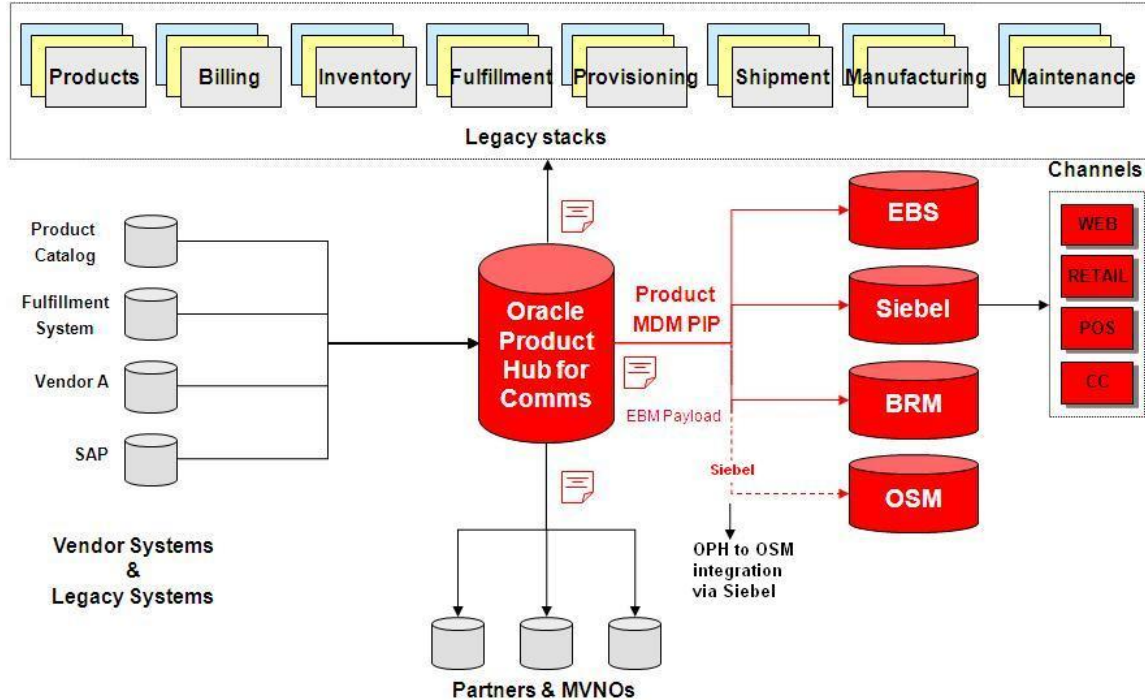 Products
Billing
Inventory
Fulfillment
Provisioning
Shipment
Manufacturing
Maintenance
Legacy stacks
Product
Catalog
Fulfillment
System
Vendor A
SAP
Vendor Systems
&
Legacy Systems
Oracle
Product
Hub for
Comms
Product
MDM PIP
EBM Payload
Siebel
OPH to OSM
integration
via Siebel
EBS
Siebel
BRM
OSM
Channels
WEB
RETAIL
POS
CC
Partners & MVNOs